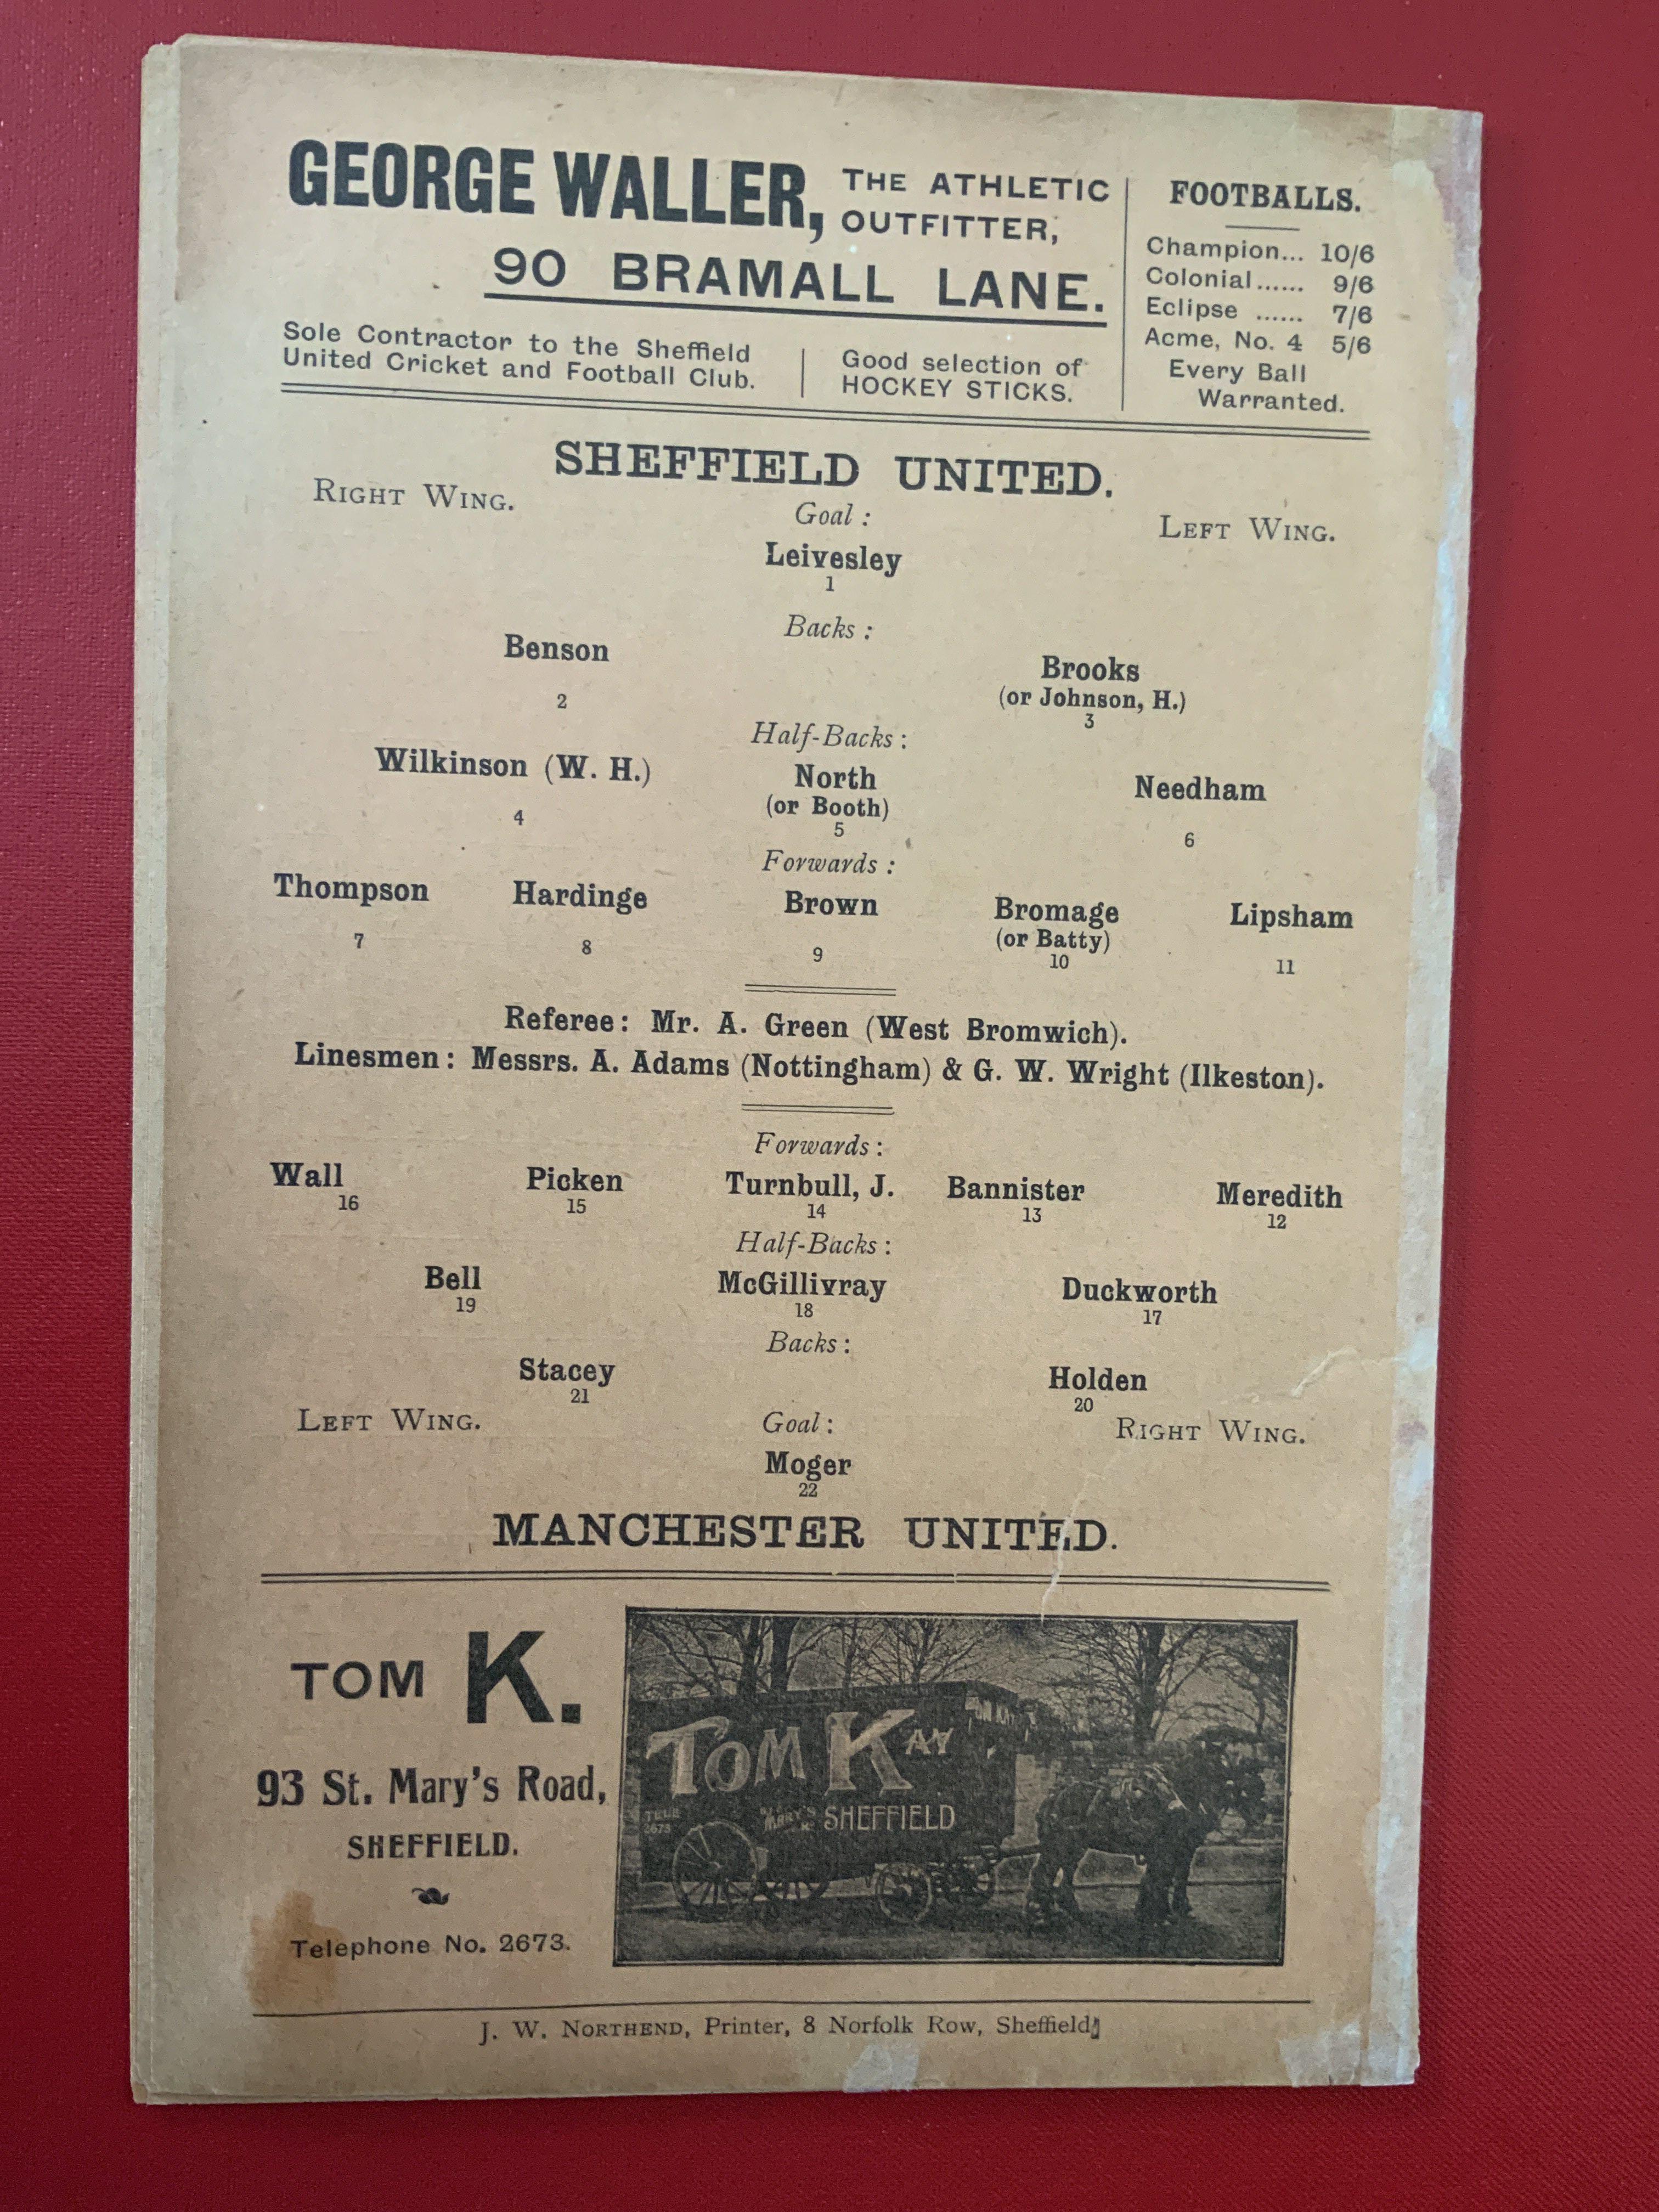 GEORGE WALLER, THE ATHLETIC OUTFITTER,
90 BRAMALL LANE.
Sole Contractor to the Sheffield
United Cricket and Football Club.
Good selection of
HOCKEY STICKS.
FOOTBALLS.
Champion... 10/6
Colonial...... 9/6
Eclipse ...... 7/6
Acme, No. 4 5/6
Every Ball
Warranted.
SHEFFIELD UNITED.
RIGHT WING.
LEFT WING.
Goal :
Leivesley
1
Backs :
Benson
2
Brooks
(or Johnson, H.)
3
Half-Backs :
Wilkinson (W. H.)
4
North
(or Booth)
5
Needham
6
Forwards :
Thompson
7
Hardinge
8
Brown
9
Bromage
(or Batty)
10
Lipsham
11
Referee : Mr. A. Green (West Bromwich).
Linesmen : Messrs. A. Adams (Nottingham) & G. W. Wright (Ilkeston).
Forwards :
Wall
16
Picken
15
Turnbull, J.
14
Bannister
13
Meredith
12
Half-Backs :
Bell
19
McGillivray
18
Duckworth
17
Backs :
Stacey
21
Holden
20
LEFT WING.
RIGHT WING.
Goal :
Moger
22
MANCHESTER UNITED.
TOM K.
93 St. Mary's Road,
SHEFFIELD.
Telephone No. 2673.
TOM KAY
TOM KAY
TELE
2673
ST MARY'S RD SHEFFIELD
J. W. NORTHEND, Printer, 8 Norfolk Row, Sheffield